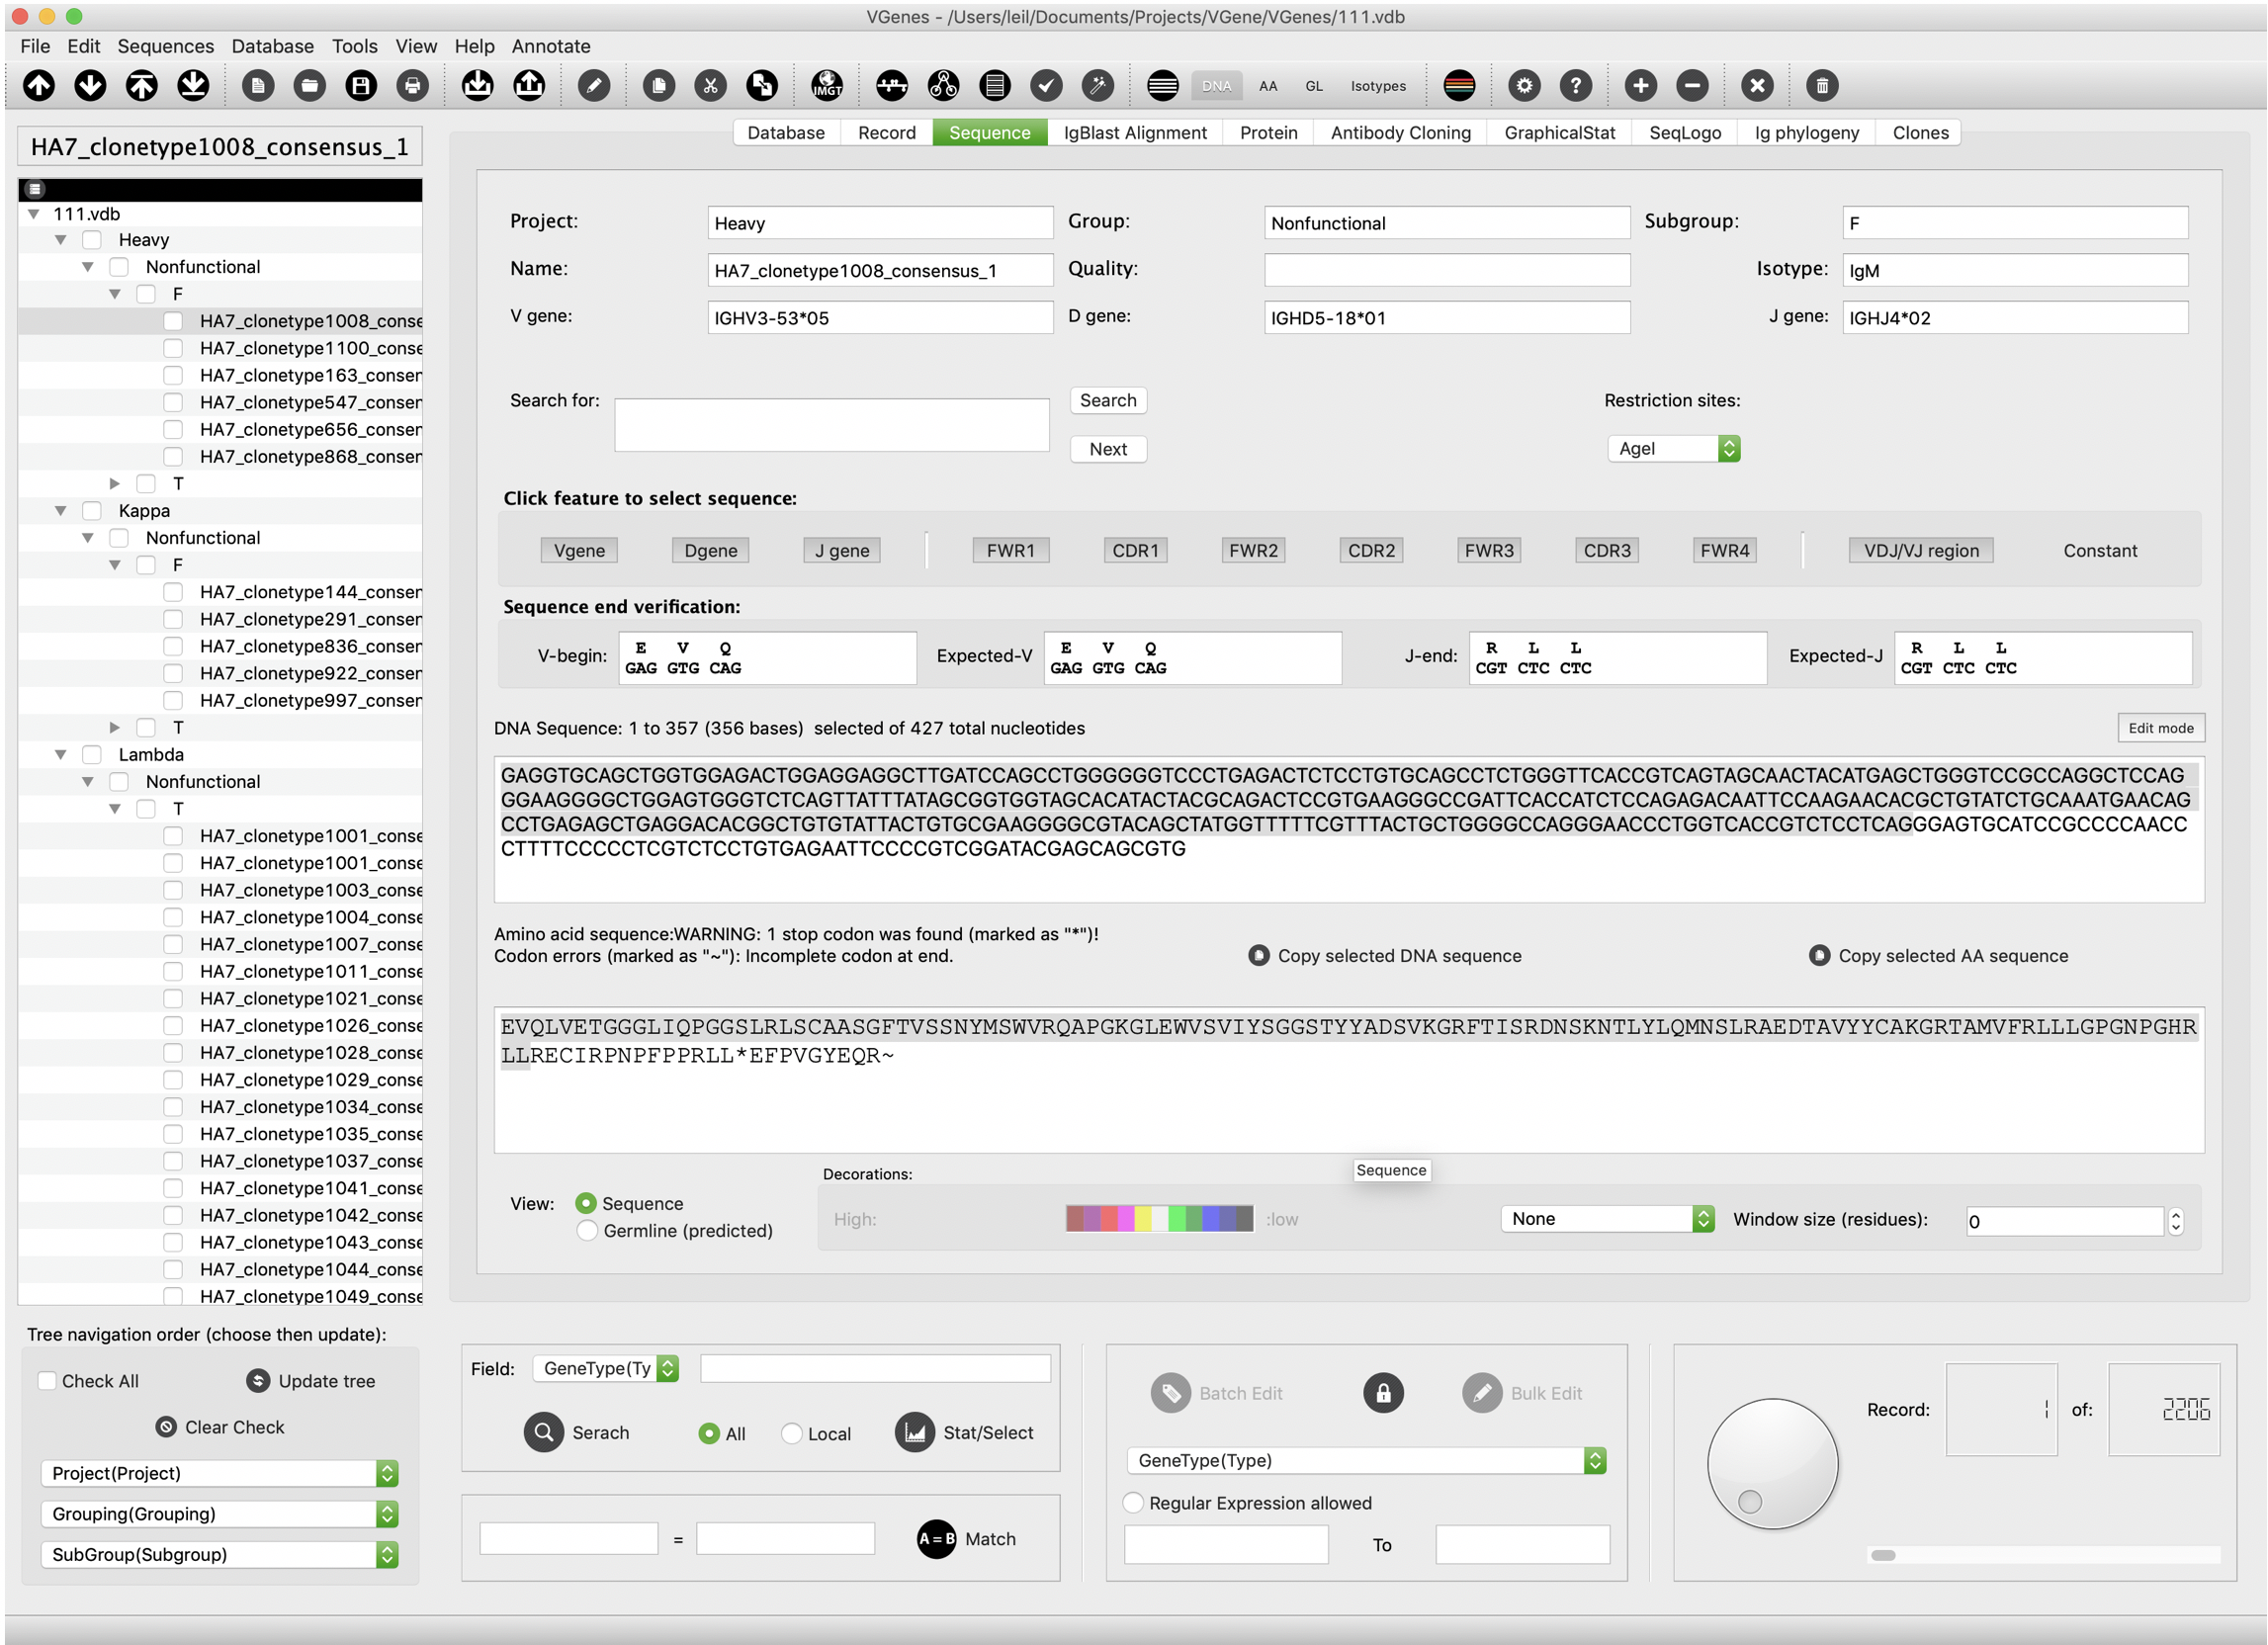 VGenes - /Users/leil/Documents/Projects/VGene/VGenes/111.vdb
File Edit Sequences Database Tools View Help Annotate
IMGT DNA AA GL Isotypes
HA7_clonetype1008_consensus_1
Database Record Sequence IgBlast Alignment Protein Antibody Cloning GraphicalStat SeqLogo Ig phylogeny Clones
111.vdb
Heavy
Nonfunctional
F
HA7_clonetype1008_conse
HA7_clonetype1100_conse
HA7_clonetype163_conser
HA7_clonetype547_conser
HA7_clonetype656_conser
HA7_clonetype868_conser
T
Kappa
Nonfunctional
F
HA7_clonetype144_conser
HA7_clonetype291_conser
HA7_clonetype836_conser
HA7_clonetype922_conser
HA7_clonetype997_conser
T
Lambda
Nonfunctional
T
HA7_clonetype1001_conse
HA7_clonetype1001_conse
HA7_clonetype1003_conse
HA7_clonetype1004_conse
HA7_clonetype1007_conse
HA7_clonetype1011_conse
HA7_clonetype1021_conse
HA7_clonetype1026_conse
HA7_clonetype1028_conse
HA7_clonetype1029_conse
HA7_clonetype1034_conse
HA7_clonetype1035_conse
HA7_clonetype1037_conse
HA7_clonetype1041_conse
HA7_clonetype1042_conse
HA7_clonetype1043_conse
HA7_clonetype1044_conse
HA7_clonetype1049_conse
Project: Heavy Group: Nonfunctional Subgroup: F
Name: HA7_clonetype1008_consensus_1 Quality: Isotype: IgM
V gene: IGHV3-53*05 D gene: IGHD5-18*01 J gene: IGHJ4*02
Search for: Search Restriction sites:
Next AgeI
Click feature to select sequence:
Vgene Dgene J gene FWR1 CDR1 FWR2 CDR2 FWR3 CDR3 FWR4 VDJ/VJ region Constant
Sequence end verification:
E V Q E V Q R L L R L L
V-begin: GAG GTG CAG Expected-V GAG GTG CAG J-end: CGT CTC CTC Expected-J CGT CTC CTC
DNA Sequence: 1 to 357 (356 bases) selected of 427 total nucleotides Edit mode
GAGGTGCAGCTGGTGGAGACTGGAGGAGGCTTGATCCAGCCTGGGGGGTCCCTGAGACTCTCCTGTGCAGCCTCTGGGTTCACCGTCAGTAGCAACTACATGAGCTGGGTCCGCCAGGCTCCAG
GGAAGGGGCTGGAGTGGGTCTCAGTTATTTATAGCGGTGGTAGCACATACTACGCAGACTCCGTGAAGGGCCGATTCACCATCTCCAGAGACAATTCCAAGAACACGCTGTATCTGCAAATGAACAG
CCTGAGAGCTGAGGACACGGCTGTGTATTACTGTGCGAAGGGGCGTACAGCTATGGTTTTTCGTTTACTGCTGGGGCCAGGGAACCCTGGTCACCGTCTCCTCAGGGAGTGCATCCGCCCCAACC
CTTTTCCCCCTCGTCTCCTGTGAGAATTCCCCGTCGGATACGAGCAGCGTG
Amino acid sequence:WARNING: 1 stop codon was found (marked as "*")!
Codon errors (marked as "~"): Incomplete codon at end. Copy selected DNA sequence Copy selected AA sequence
EVQLVETGGGLIQPGGSLRLSCAASGFTVSSNYMSWVRQAPGKGLEWVSVIYSGGSTYYADSVKGRFTISRDNSKNTLYLQMNSLRAEDTAVYYCAKGRTAMVFRLLLGPGNPGHR
LLRECIRPNPFPPRLL*EFPVGYEQR~
Sequence
Decorations:
View: Sequence
Germline (predicted)
High: :low None Window size (residues): 0
Tree navigation order (choose then update):
Check All Update tree
Clear Check
Project(Project)
Grouping(Grouping)
SubGroup(Subgroup)
Field: GeneType(Ty
Serach All Local Stat/Select
= A=B Match
Batch Edit Bulk Edit
GeneType(Type)
Regular Expression allowed
To
Record: 1 of: 2206